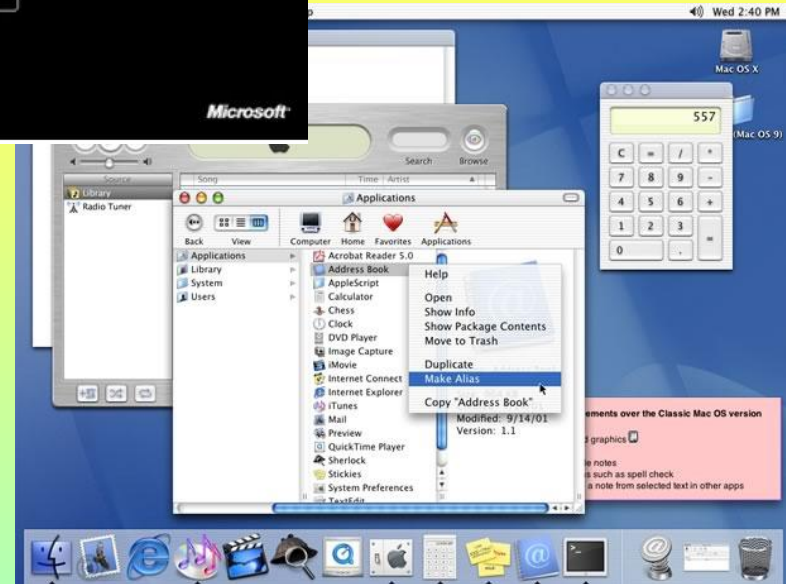 p
Wed 2:40 PM
Microsoft
Mac OS X
(Mac OS 9)
557
C = / *
7 8 9 -
4 5 6 +
1 2 3 =
0 .
Search Browse
Source Song Time Artist
Library
Radio Tuner
Applications
Back View Computer Home Favorites Applications
Applications
Library
System
Users
Acrobat Reader 5.0
Address Book
AppleScript
Calculator
Chess
Clock
DVD Player
Image Capture
iMovie
Internet Connect
Internet Explorer
iTunes
Mail
Preview
QuickTime Player
Sherlock
Stickies
System Preferences
TextEdit
Help
Open
Show Info
Show Package Contents
Move to Trash
Duplicate
Make Alias
Copy "Address Book"
Modified: 9/14/01
Version: 1.1
ements over the Classic Mac OS version
d graphics
le notes
s such as spell check
a note from selected text in other apps